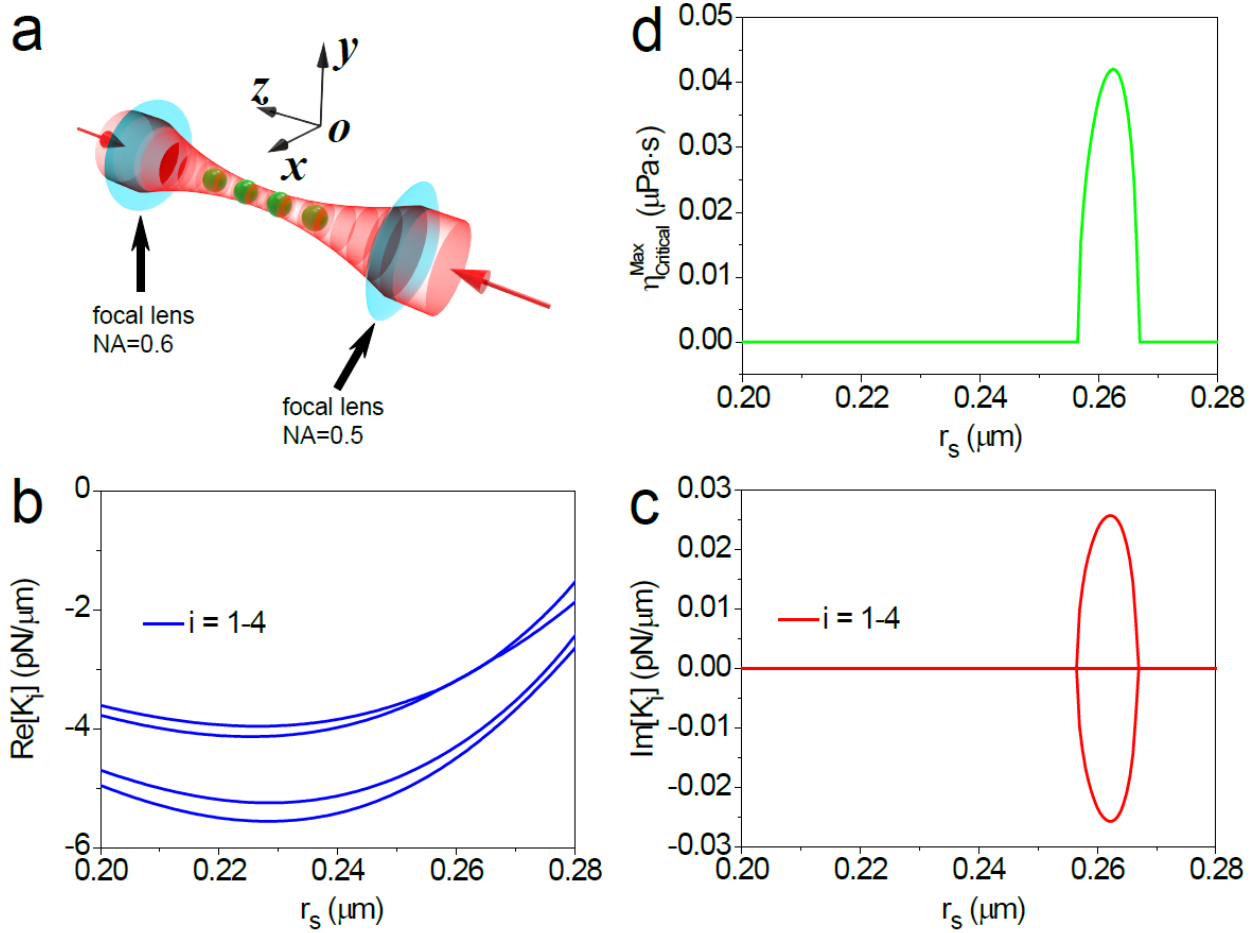 a
y
z
o
x
focal lens
NA=0.6
focal lens
NA=0.5
d
η^Max_Critical (μPa·s)
0.05
0.04
0.03
0.02
0.01
0.00
0.20 0.22 0.24 0.26 0.28
r_s (μm)
b
Re[K_i] (pN/μm)
0
-2
-4
-6
i = 1-4
0.20 0.22 0.24 0.26 0.28
r_s (μm)
c
Im[K_i] (pN/μm)
0.03
0.02
0.01
0.00
-0.01
-0.02
-0.03
i = 1-4
0.20 0.22 0.24 0.26 0.28
r_s (μm)